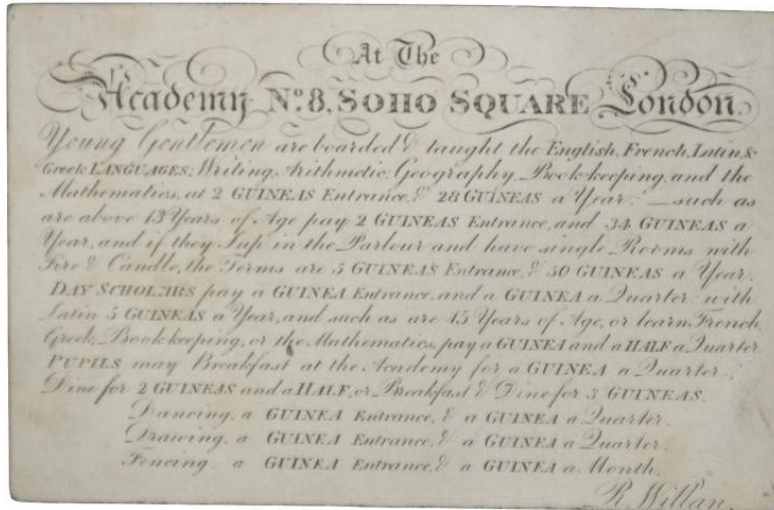 At The
Academy Nº 8, SOHO SQUARE London.
Young Gentlemen are boarded & taught the English, French, Latin &
Greek LANGUAGES; Writing, Arithmetic, Geography, Book-keeping, and the
Mathematics, at 2 GUINEAS Entrance, & 28 GUINEAS a Year: — such as
are above 13 Years of Age pay 2 GUINEAS Entrance, and 34 GUINEAS a
Year, and if they Sup in the Parlour and have single Rooms with
Fire & Candle, the Terms are 5 GUINEAS Entrance, & 50 GUINEAS a Year.
DAY SCHOLARS pay a GUINEA Entrance, and a GUINEA a Quarter: with
Latin 5 GUINEAS a Year, and such as are 13 Years of Age, or learn French,
Greek, Book-keeping, or the Mathematics, pay a GUINEA and a HALF a Quarter.
PUPILS may Breakfast at the Academy for a GUINEA a Quarter:
Dine for 2 GUINEAS and a HALF, or Breakfast & Dine for 3 GUINEAS.
Dancing, a GUINEA Entrance, & a GUINEA a Quarter.
Drawing, a GUINEA Entrance, & a GUINEA a Quarter.
Fencing, a GUINEA Entrance, & a GUINEA a Month.
R. Willan.